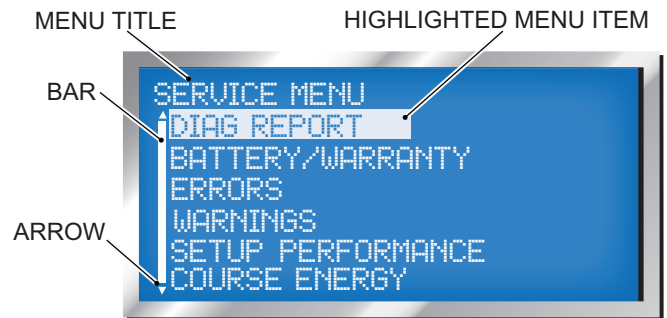 MENU TITLE
HIGHLIGHTED MENU ITEM
BAR
SERVICE MENU
DIAG REPORT
BATTERY/WARRANTY
ERRORS
WARNINGS
ARROW
SETUP PERFORMANCE
COURSE ENERGY